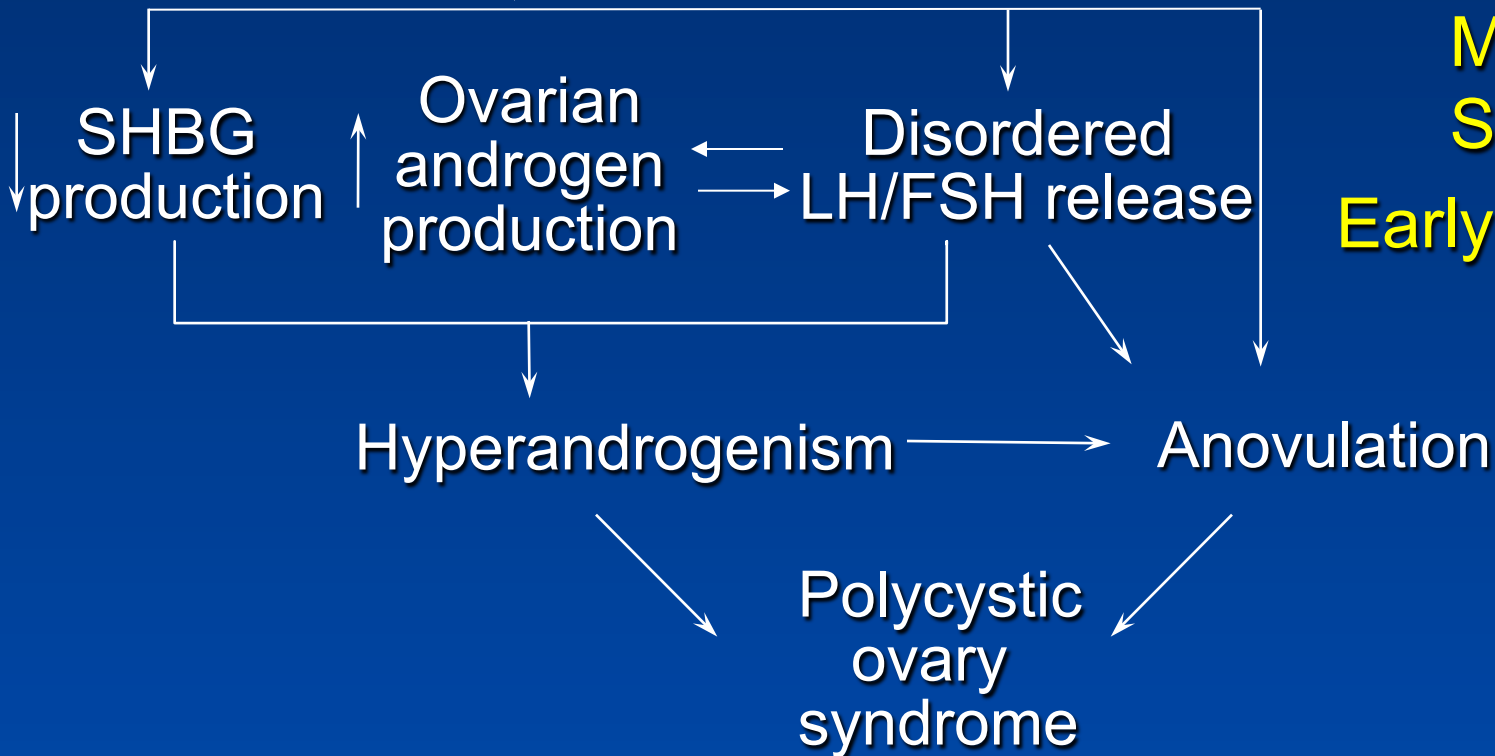 SHBG
production
Ovarian
androgen
production
Disordered
LH/FSH release
M
S
Early
Hyperandrogenism
Anovulation
Polycystic
ovary
syndrome